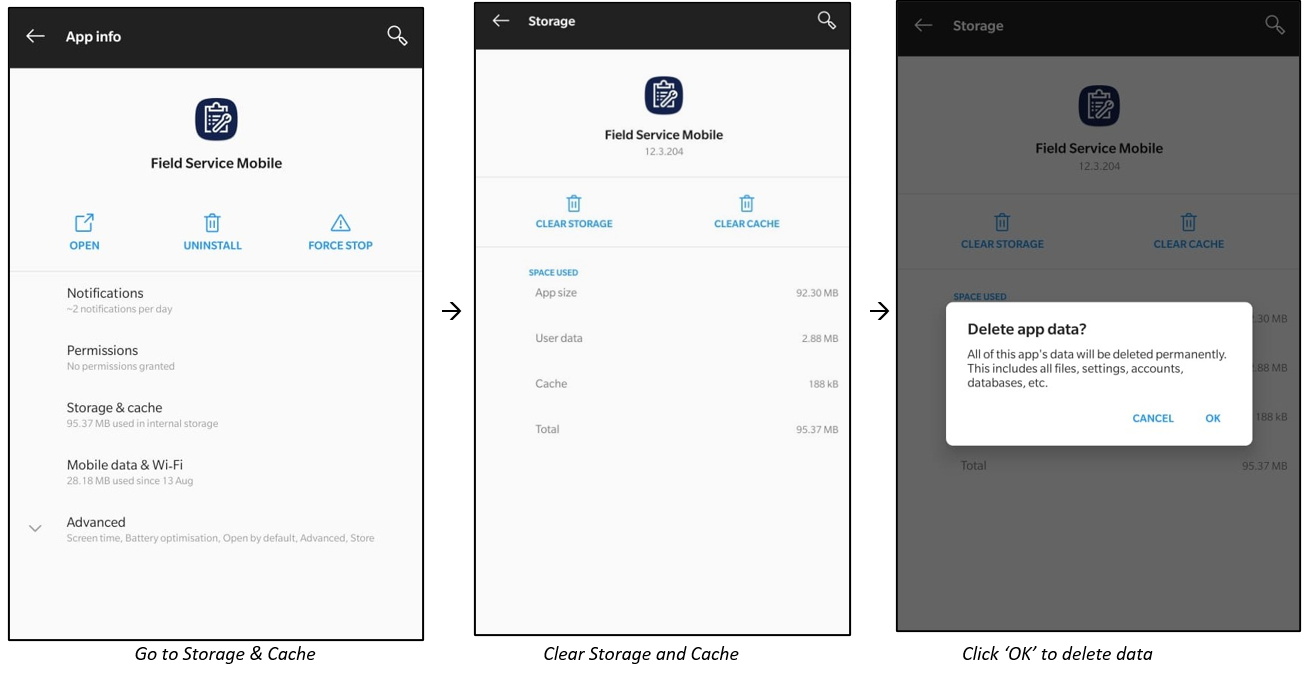 App info
Field Service Mobile
OPEN
UNINSTALL
FORCE STOP
Notifications
~2 notifications per day
Permissions
No permissions granted
Storage & cache
95.37 MB used in internal storage
Mobile data & Wi-Fi
28.18 MB used since 13 Aug
Advanced
Screen time, Battery optimisation, Open by default, Advanced, Store
Go to Storage & Cache
→
Storage
Field Service Mobile
12.3.204
CLEAR STORAGE
CLEAR CACHE
SPACE USED
App size 92.30 MB
User data 2.88 MB
Cache 188 kB
Total 95.37 MB
Clear Storage and Cache
→
Storage
Field Service Mobile
12.3.204
CLEAR STORAGE
CLEAR CACHE
SPACE USED
.30 MB
Delete app data?
All of this app's data will be deleted permanently.
This includes all files, settings, accounts,
databases, etc.
.88 MB
CANCEL OK
188 kB
Total 95.37 MB
Click ‘OK’ to delete data